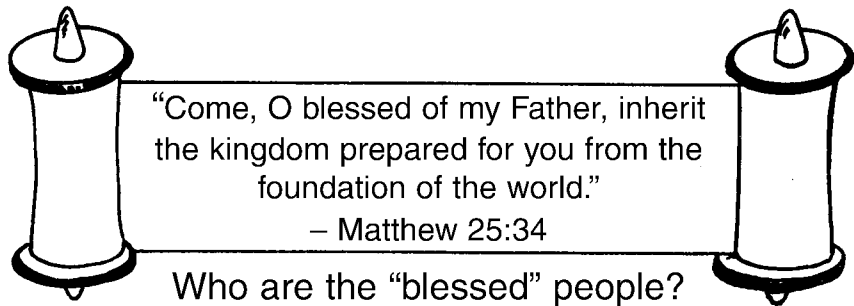 “Come, O blessed of my Father, inherit
the kingdom prepared for you from the
foundation of the world.”
– Matthew 25:34
Who are the “blessed” people?